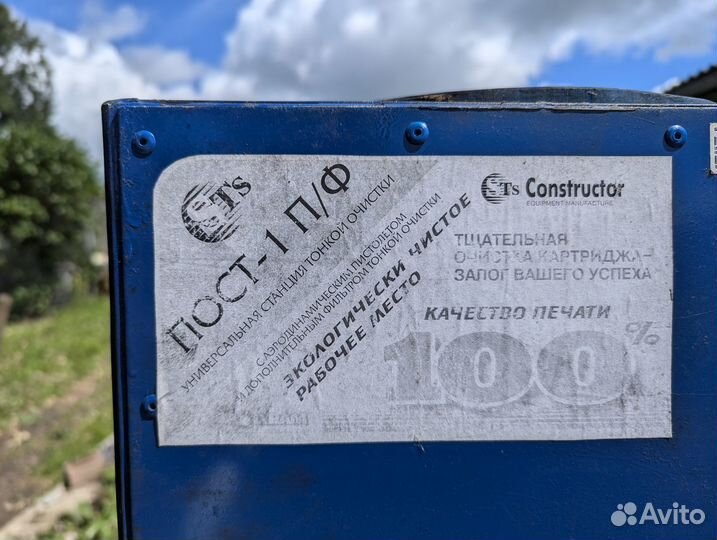 STs
ПОСТ-1 П/Ф
УНИВЕРСАЛЬНАЯ СТАНЦИЯ ТОНКОЙ ОЧИСТКИ
С АЭРОДИНАМИЧЕСКИМ ПИСТОЛЕТОМ
И ДОПОЛНИТЕЛЬНЫМ ФИЛЬТРОМ ТОНКОЙ ОЧИСТКИ
ЭКОЛОГИЧЕСКИ ЧИСТОЕ
РАБОЧЕЕ МЕСТО
STs Constructor
EQUIPMENT MANUFACTURE
ТЩАТЕЛЬНАЯ
ОЧИСТКА КАРТРИДЖА-
ЗАЛОГ ВАШЕГО УСПЕХА
КАЧЕСТВО ПЕЧАТИ
100%
Avito